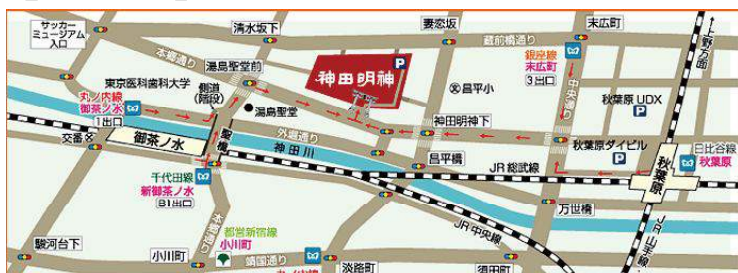 サッカー
ミュージアム
入口
清水坂下
妻恋坂
末広町
蔵前橋通り
上野方面
本郷通り
湯島聖堂前
神田明神
P
銀座線
末広町
3出口
中央通り
東京医科歯科大学
側道
(階段)
丸ノ内線
御茶ノ水
1出口
湯島聖堂
文
昌平小
秋葉原 UDX
P
神田明神下
外堀通り
交番
御茶ノ水
聖橋
神田川
昌平橋
秋葉原ダイビル
P
日比谷線
秋葉原
秋葉原
JR 総武線
千代田線
新御茶ノ水
B1出口
万世橋
本郷通り
都営新宿線
小川町
JR 中央線
JR 山手線
駿河台下
小川町
靖国通り
淡路町
須田町